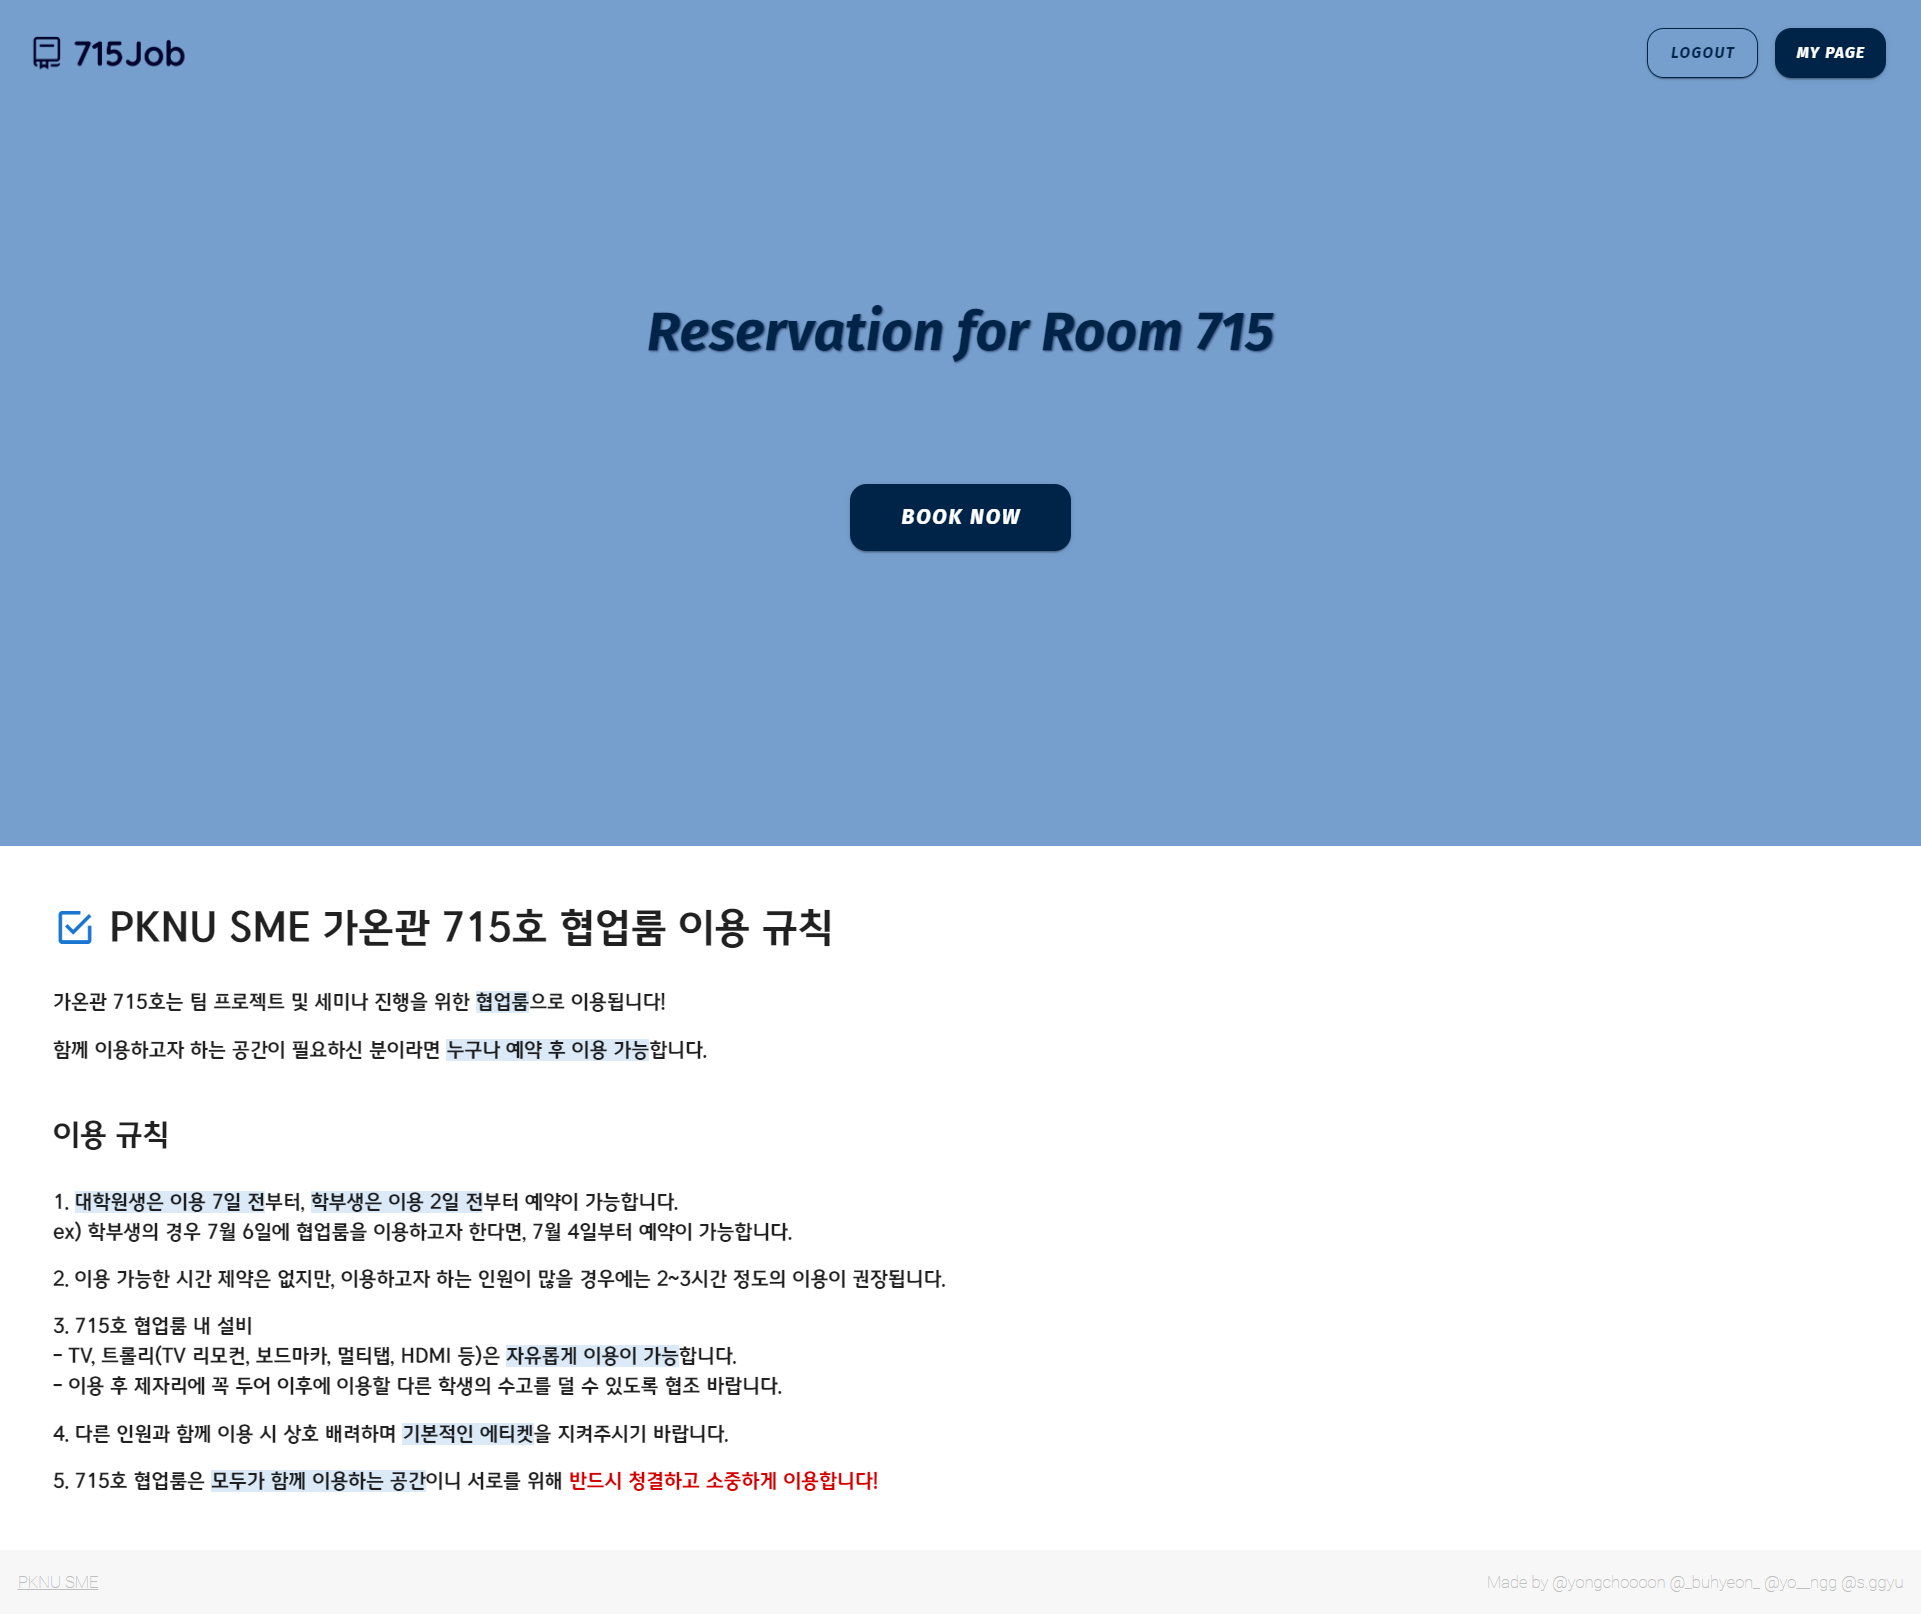 715Job
LOGOUT
MY PAGE
Reservation for Room 715
BOOK NOW
PKNU SME 가온관 715호 협업룸 이용 규칙
가온관 715호는 팀 프로젝트 및 세미나 진행을 위한 협업룸으로 이용됩니다!
함께 이용하고자 하는 공간이 필요하신 분이라면 누구나 예약 후 이용 가능합니다.
이용 규칙
1. 대학원생은 이용 7일 전부터, 학부생은 이용 2일 전부터 예약이 가능합니다.
ex) 학부생의 경우 7월 6일에 협업룸을 이용하고자 한다면, 7월 4일부터 예약이 가능합니다.
2. 이용 가능한 시간 제약은 없지만, 이용하고자 하는 인원이 많을 경우에는 2~3시간 정도의 이용이 권장됩니다.
3. 715호 협업룸 내 설비
- TV, 트롤리(TV 리모컨, 보드마카, 멀티탭, HDMI 등)은 자유롭게 이용이 가능합니다.
- 이용 후 제자리에 꼭 두어 이후에 이용할 다른 학생의 수고를 덜 수 있도록 협조 바랍니다.
4. 다른 인원과 함께 이용 시 상호 배려하며 기본적인 에티켓을 지켜주시기 바랍니다.
5. 715호 협업룸은 모두가 함께 이용하는 공간이니 서로를 위해 반드시 청결하고 소중하게 이용합니다!
PKNU SME
Made by @yongchoooon @_buhyeon_ @yo__ngg @s.ggyu